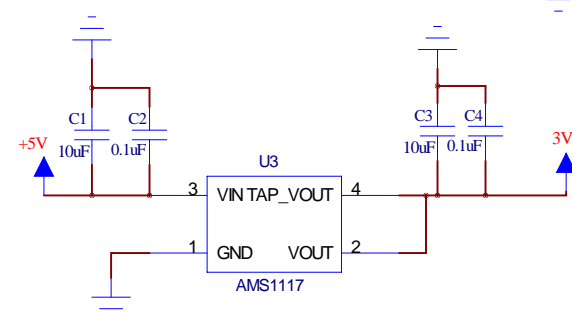 C1 C2
+5V 10uF 0.1uF
C3 C4
10uF 0.1uF 3V
U3
3 VIN TAP_VOUT 4
1 GND VOUT 2
AMS1117